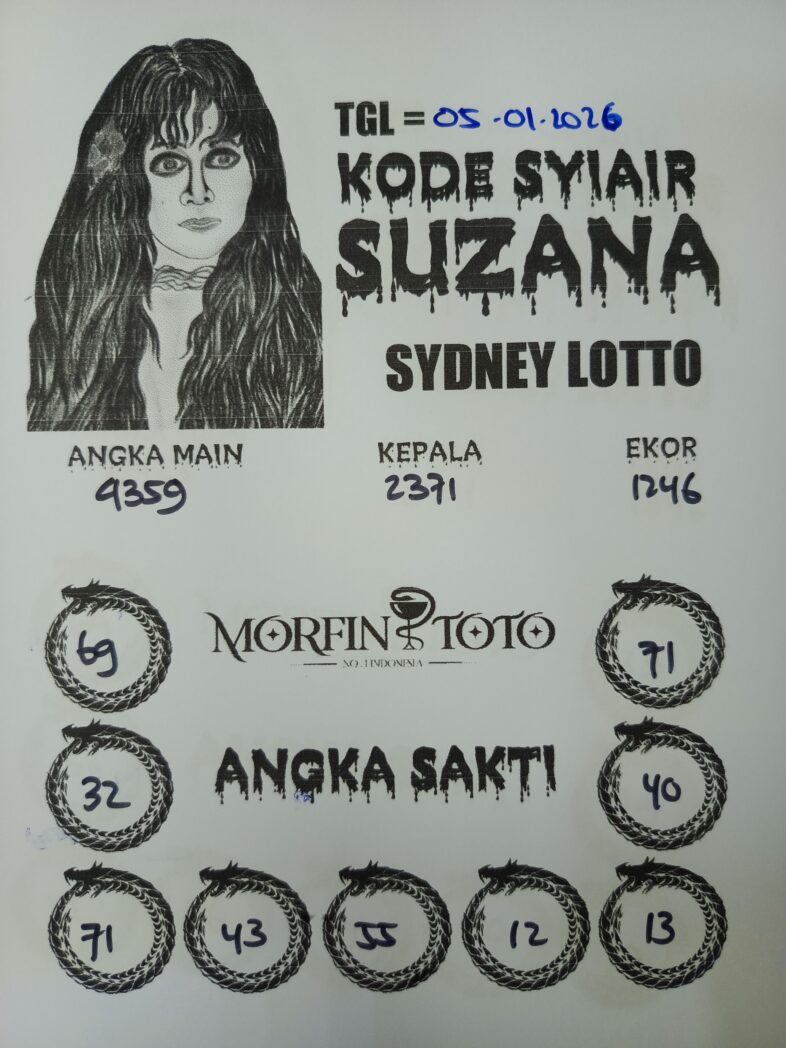 TGL = 05-01-2026
KODE SYIAIR
SUZANA
SYDNEY LOTTO
ANGKA MAIN
4359
KEPALA
2371
EKOR
1246
69
MORFIN TOTO
NO.1 INDONESIA
71
32
ANGKA SAKTI
40
71
43
55
12
13